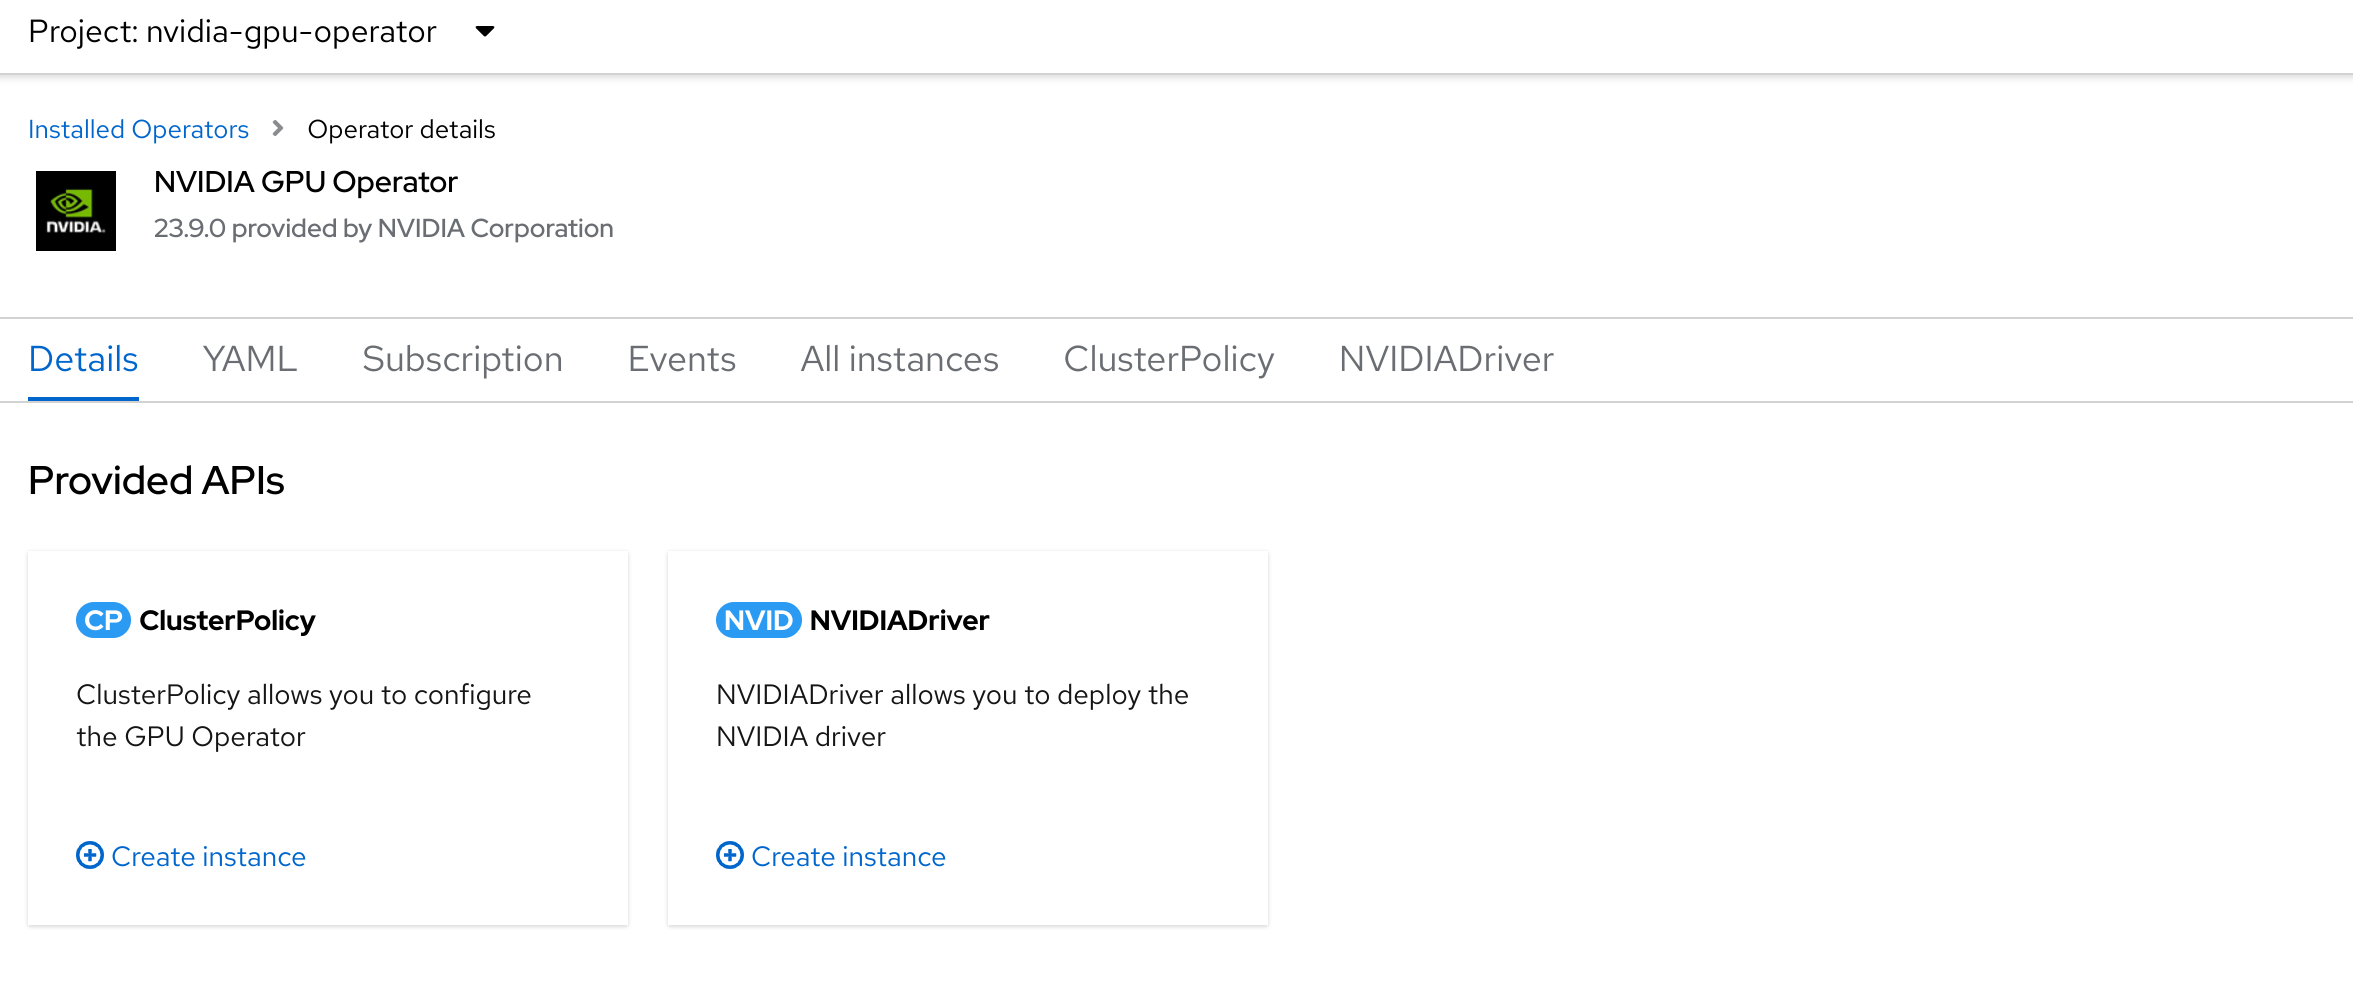 Project: nvidia-gpu-operator
Installed Operators
Operator details
NVIDIA GPU Operator
NVIDIA.
23.9.0 provided by NVIDIA Corporation
Details YAML Subscription Events All instances ClusterPolicy NVIDIADriver
Provided APIs
CP ClusterPolicy
ClusterPolicy allows you to configure
the GPU Operator
Create instance
NVID NVIDIADriver
NVIDIADriver allows you to deploy the
NVIDIA driver
Create instance